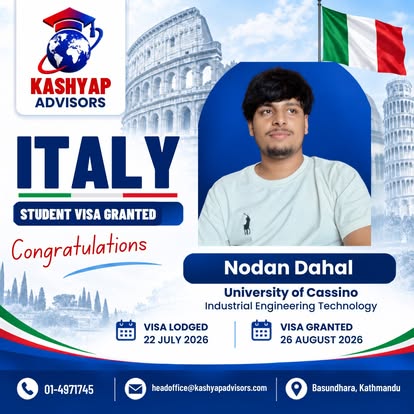 KASHYAP
ADVISORS
ITALY
STUDENT VISA GRANTED
Congratulations
Nodan Dahal
University of Cassino
Industrial Engineering Technology
VISA LODGED
22 JULY 2026
VISA GRANTED
26 AUGUST 2026
01-4971745
headoffice@kashyapadvisors.com
Basundhara, Kathmandu